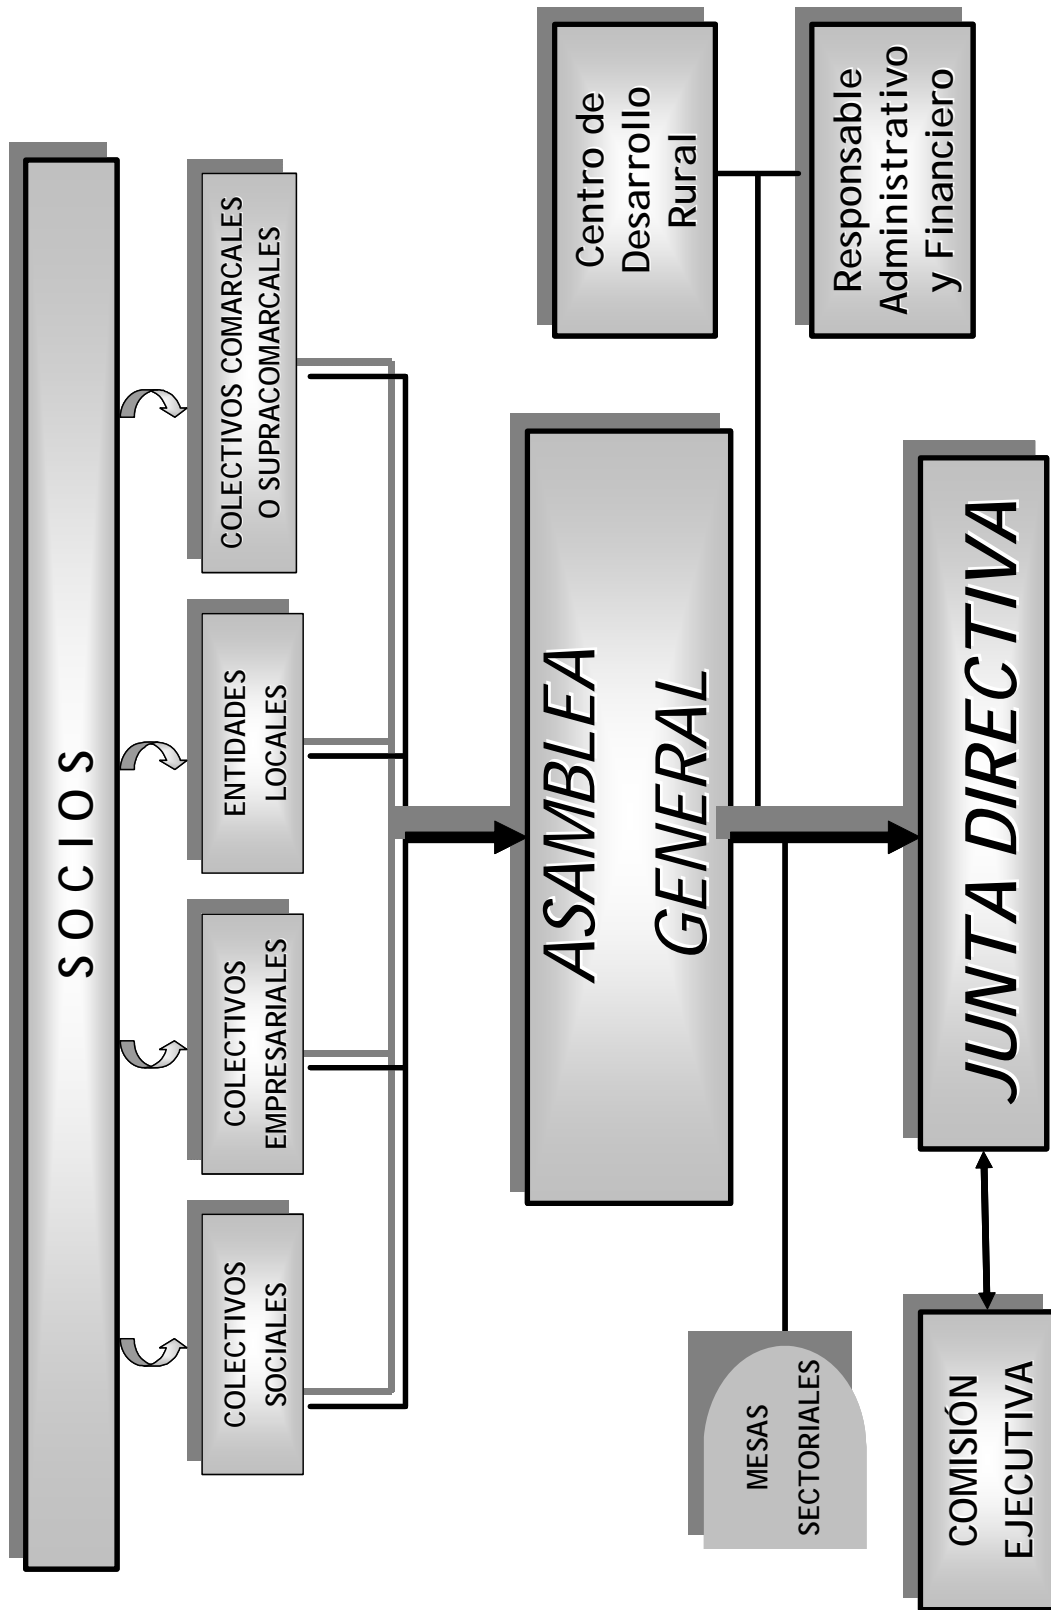 SOCIOS
COLECTIVOS
SOCIALES
COLECTIVOS
EMPRESARIALES
ENTIDADES
LOCALES
COLECTIVOS COMARCALES
O SUPRACOMARCALES
ASAMBLEA
GENERAL
Centro de
Desarrollo
Rural
Responsable
Administrativo
y Financiero
MESAS
SECTORIALES
JUNTA DIRECTIVA
COMISIÓN
EJECUTIVA